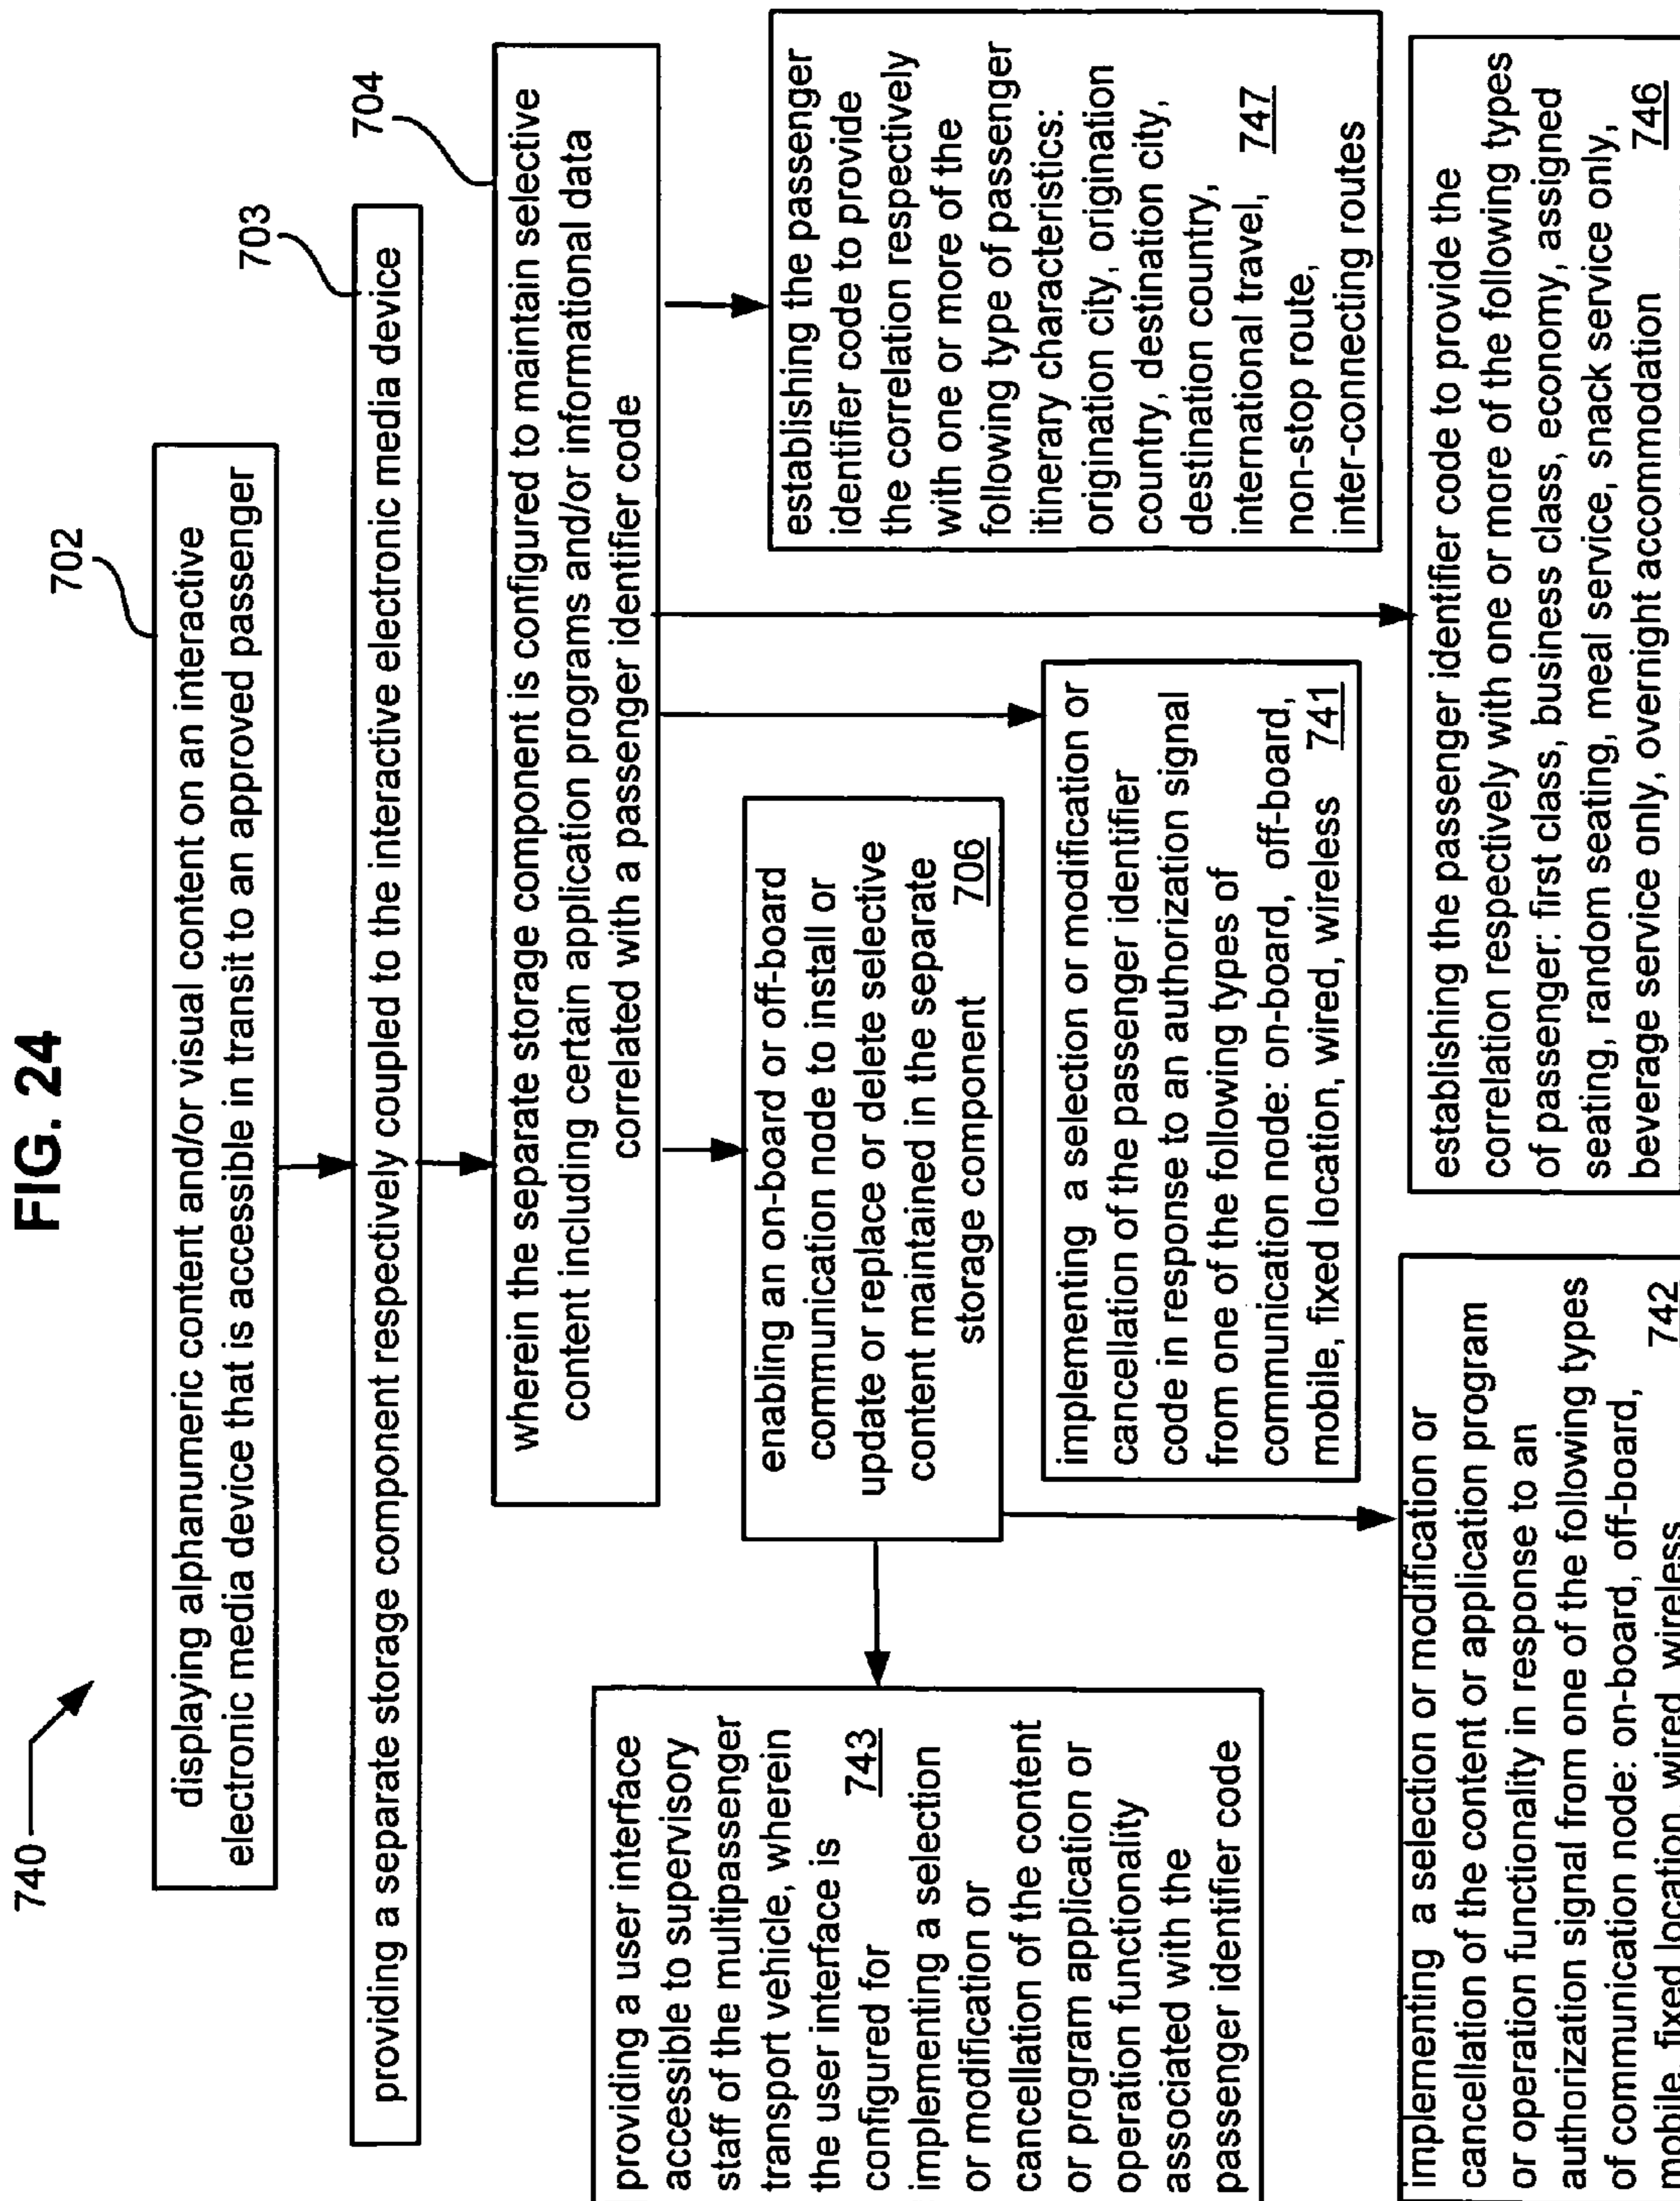 FIG. 24
740
702
displaying alphanumeric content and/or visual content on an interactive
electronic media device that is accessible in transit to an approved passenger
703
providing a separate storage component respectively coupled to the interactive electronic media device
704
wherein the separate storage component is configured to maintain selective
content including certain application programs and/or informational data
correlated with a passenger identifier code
enabling an on-board or off-board
communication node to install or
update or replace or delete selective
content maintained in the separate
storage component 706
establishing the passenger
identifier code to provide
the correlation respectively
with one or more of the
following type of passenger
itinerary characteristics:
origination city, origination
country, destination city,
destination country,
international travel, 747
non-stop route,
inter-connecting routes
providing a user interface
accessible to supervisory
staff of the multipassenger
transport vehicle, wherein
the user interface is 743
configured for
implementing a selection
or modification or
cancellation of the content
or program application or
operation functionality
associated with the
passenger identifier code
implementing a selection or modification or
cancellation of the passenger identifier
code in response to an authorization signal
from one of the following types of
communication node: on-board, off-board,
mobile, fixed location, wired, wireless 741
implementing a selection or modification or
cancellation of the content or application program
or operation functionality in response to an
authorization signal from one of the following types
of communication node: on-board, off-board,
mobile, fixed location, wired, wireless 742
establishing the passenger identifier code to provide the
correlation respectively with one or more of the following types
of passenger: first class, business class, economy, assigned
seating, random seating, meal service, snack service only,
beverage service only, overnight accommodation 746